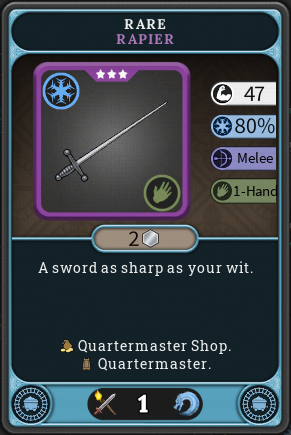 RARE
RAPIER
47
80%
Melee
1-Hand
2
A sword as sharp as your wit.
Quartermaster Shop.
Quartermaster.
1